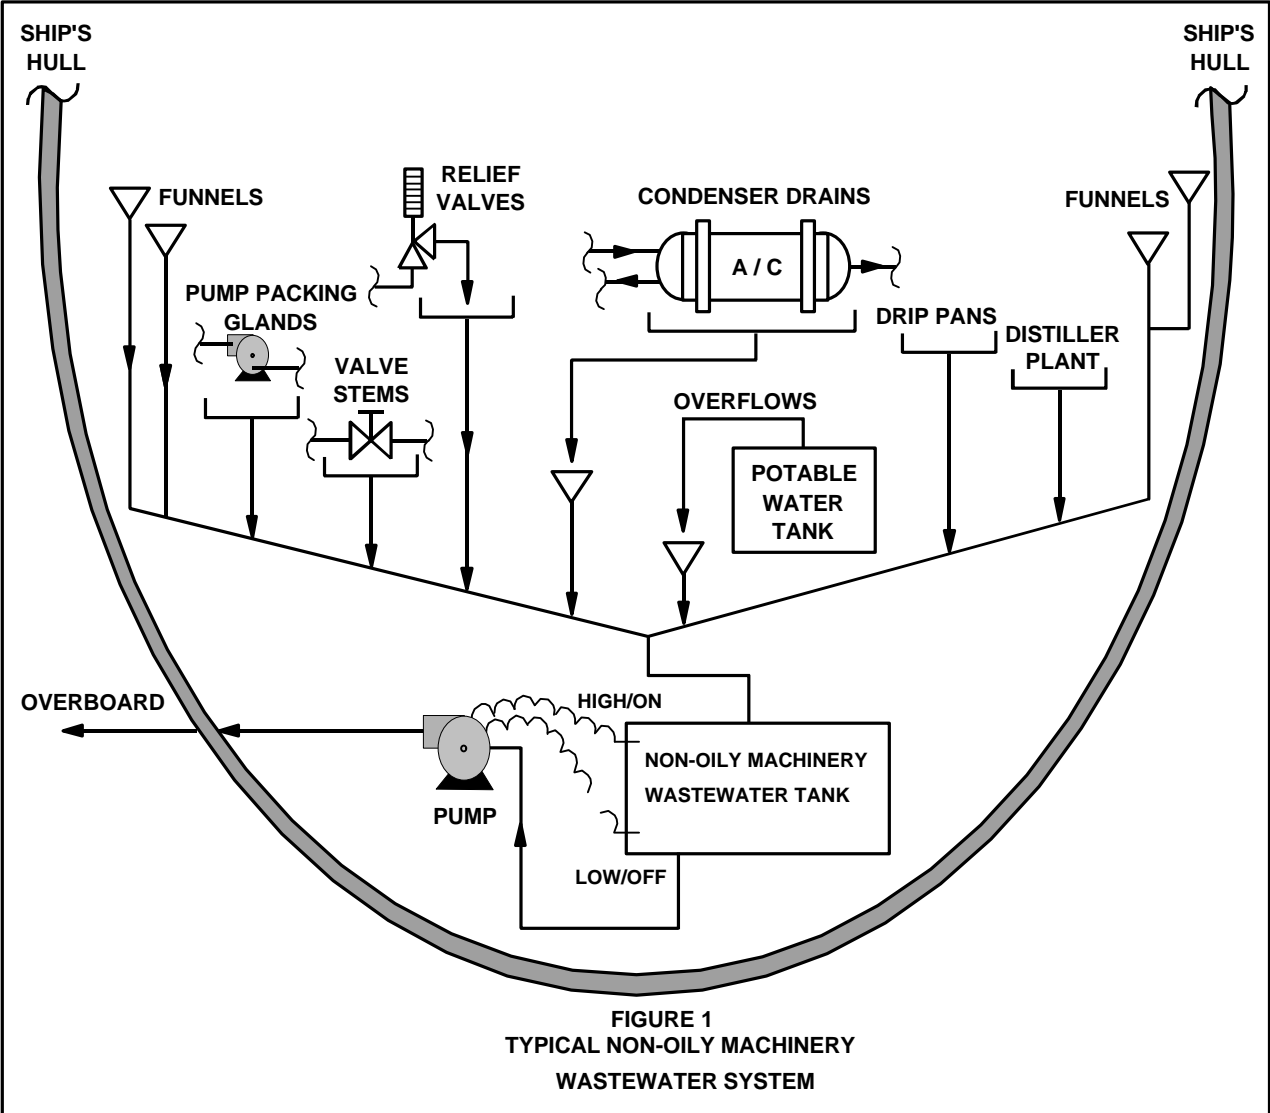 SHIP'S
HULL
SHIP'S
HULL
FUNNELS
RELIEF
VALVES
CONDENSER DRAINS
FUNNELS
A / C
PUMP PACKING
GLANDS
DRIP PANS
DISTILLER
PLANT
VALVE
STEMS
OVERFLOWS
POTABLE
WATER
TANK
OVERBOARD
HIGH/ON
NON-OILY MACHINERY
WASTEWATER TANK
PUMP
LOW/OFF
FIGURE 1
TYPICAL NON-OILY MACHINERY
WASTEWATER SYSTEM